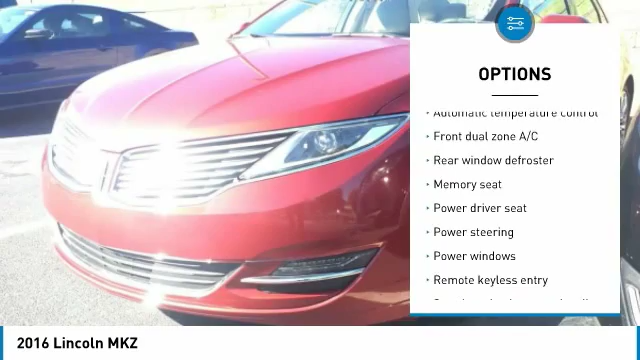 OPTIONS
Automatic temperature control
Front dual zone A/C
Rear window defroster
Memory seat
Power driver seat
Power steering
Power windows
Remote keyless entry
2016 Lincoln MKZ